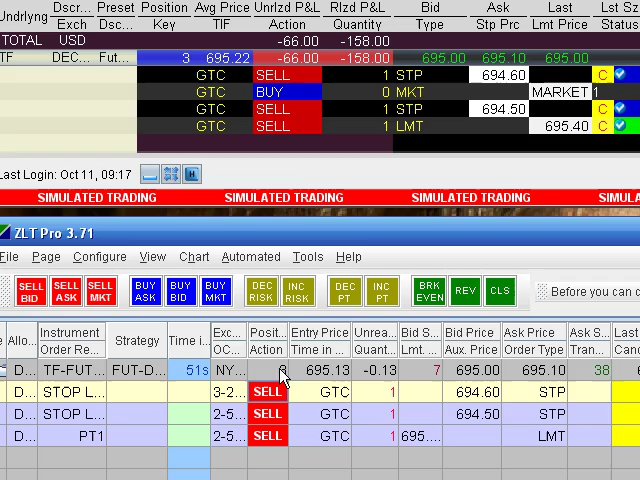 Undrlyng Dscr... Preset Position Avg Price Unrlzd P&L Rlzd P&L Bid Ask Last Lst Sz
Exch Dsc... Key TIF Action Quantity Type Stp Prc Lmt Price Status
TOTAL USD -66.00 -158.00
TF DEC... Fut... 3 695.22 -66.00 -158.00 695.00 695.10 695.00
GTC SELL 1 STP 694.60 C
GTC BUY 0 MKT MARKET 1
GTC SELL 1 STP 694.50 C
GTC SELL 1 LMT 695.40 C
Last Login: Oct 11, 09:17 H
SIMULATED TRADING SIMULATED TRADING SIMULATED TRADING SIMULA
ZLT Pro 3.71
File Page Configure View Chart Automated Tools Help
SELL BID SELL ASK SELL MKT BUY ASK BUY BID BUY MKT DEC RISK INC RISK DEC PT INC PT BRK EVEN REV CLS Before you can c
Allo... Instrument Strategy Time i... Exc... Posit... Entry Price Unrea... Bid S... Bid Price Ask Price Ask S... Last
Order Re... OC... Action Time in ... Quant... Lmt. ... Aux. Price Order Type Tran... Can
D... TF-FUT... FUT-D... 51s NY... 695.13 -0.13 7 695.00 695.10 38
D... STOP L... 3-2... SELL GTC 1 694.60 STP
D... STOP L... 2-5... SELL GTC 1 694.50 STP
D... PT1 2-5... SELL GTC 1 695.... LMT